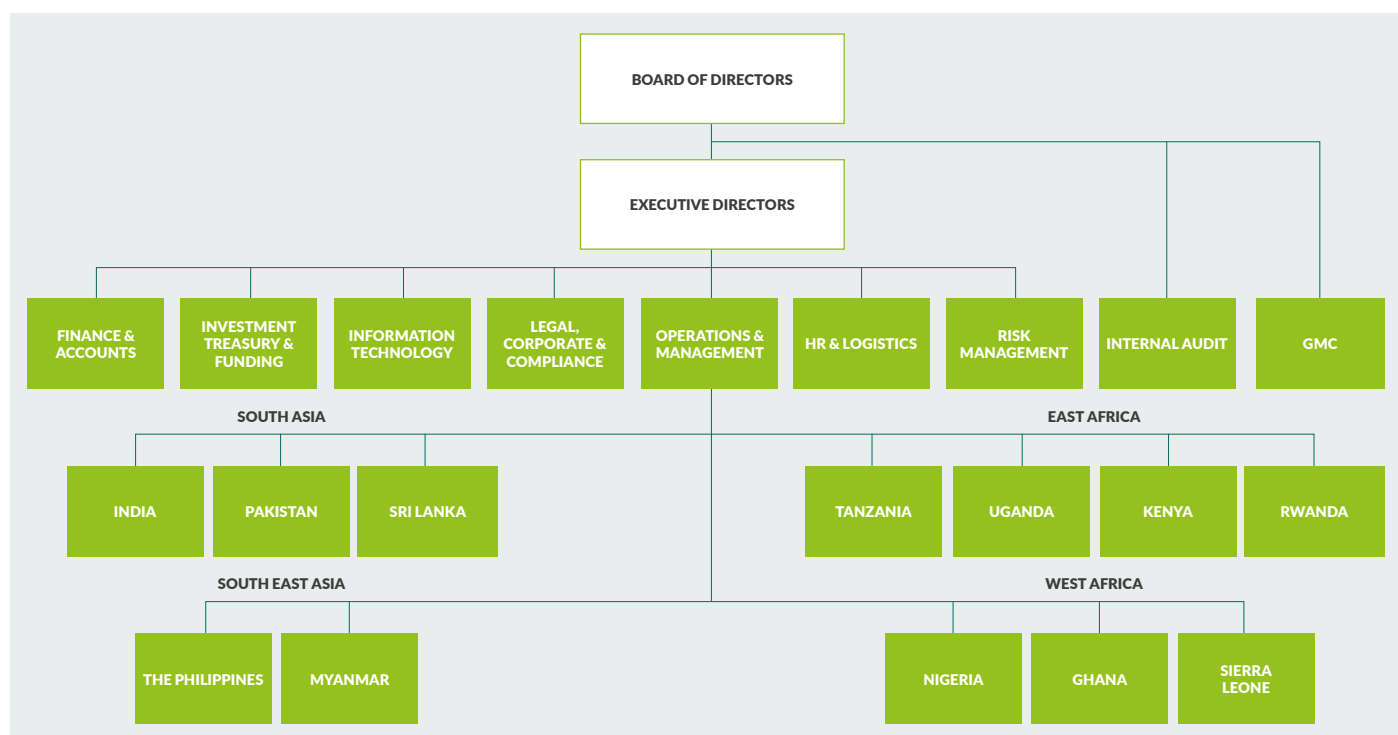 BOARD OF DIRECTORS
EXECUTIVE DIRECTORS
FINANCE &
ACCOUNTS
INVESTMENT
TREASURY &
FUNDING
INFORMATION
TECHNOLOGY
LEGAL,
CORPORATE &
COMPLIANCE
OPERATIONS &
MANAGEMENT
HR & LOGISTICS
RISK
MANAGEMENT
INTERNAL AUDIT
GMC
SOUTH ASIA
EAST AFRICA
INDIA
PAKISTAN
SRI LANKA
TANZANIA
UGANDA
KENYA
RWANDA
SOUTH EAST ASIA
WEST AFRICA
THE PHILIPPINES
MYANMAR
NIGERIA
GHANA
SIERRA
LEONE